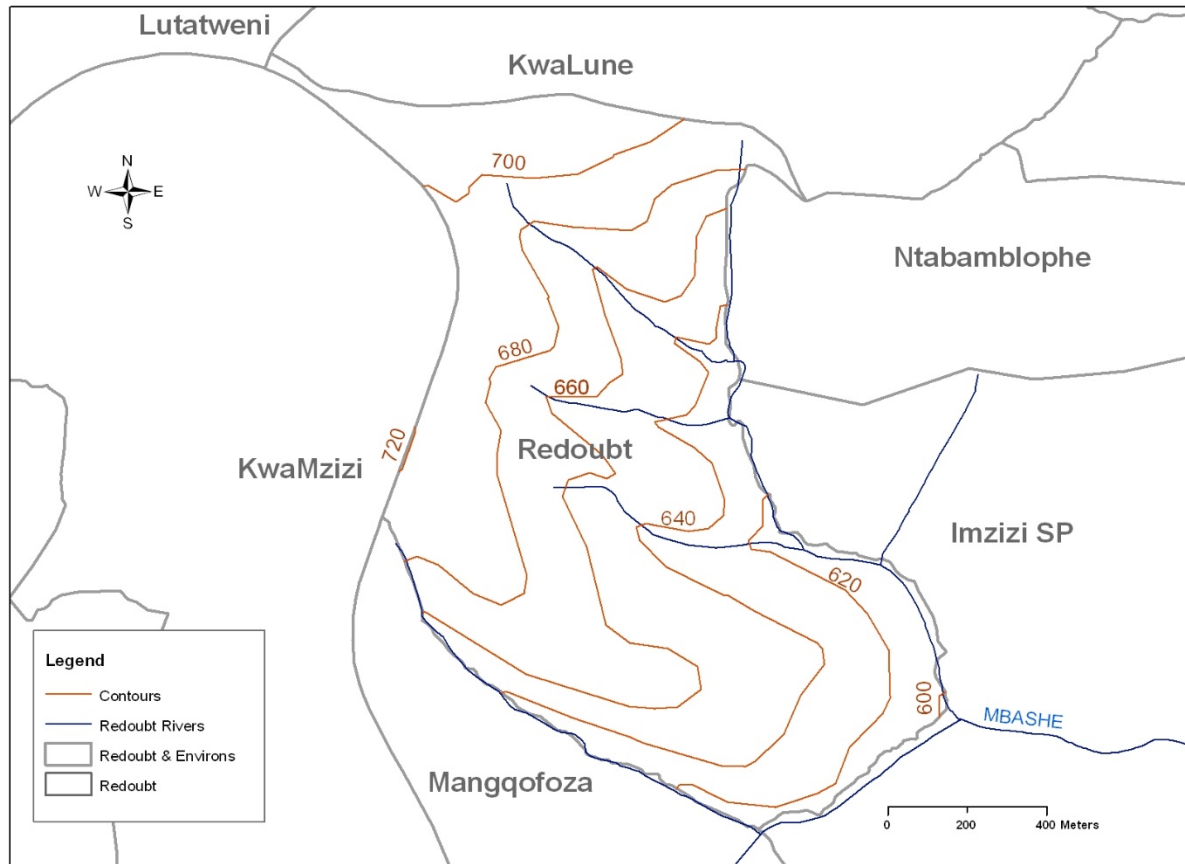 Lutatweni
KwaLune
700
N
W E
S
Ntabamblophe
680
660
720
Redoubt
KwaMzizi
640
Imzizi SP
620
600
MBASHE
Mangqofoza
Legend
Contours
Redoubt Rivers
Redoubt & Environs
Redoubt
0 200 400 Meters